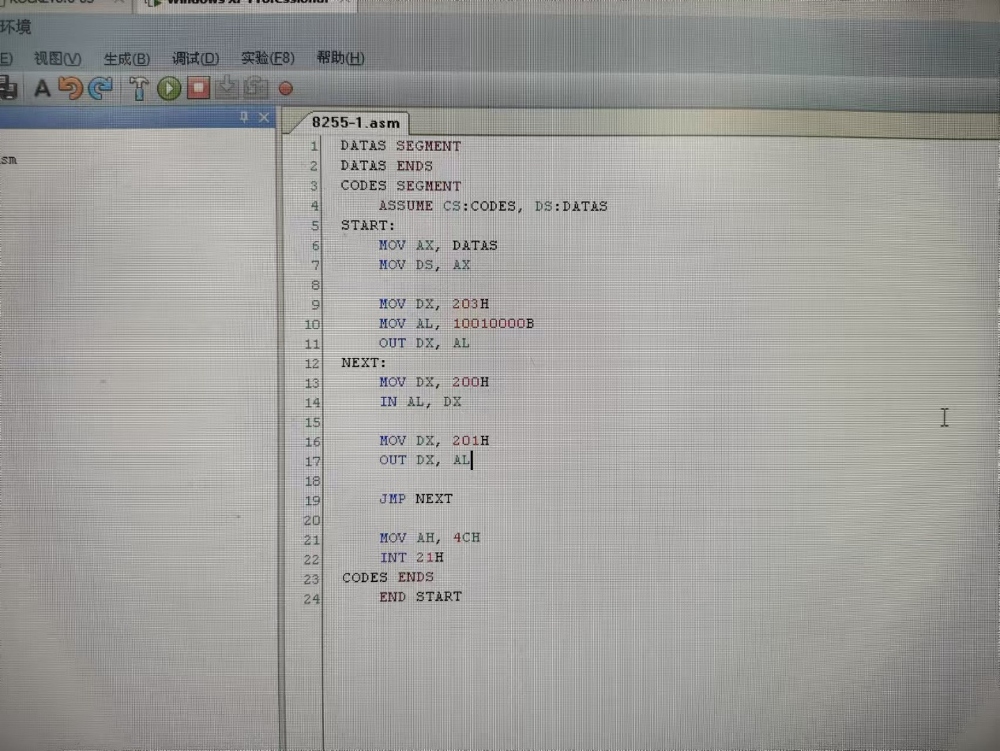 Windows XP Professional
环境
E) 视图(V) 生成(B) 调试(D) 实验(F8) 帮助(H)
A
8255-1.asm
sm
1 DATAS SEGMENT
2 DATAS ENDS
3 CODES SEGMENT
4 ASSUME CS:CODES, DS:DATAS
5 START:
6 MOV AX, DATAS
7 MOV DS, AX
8
9 MOV DX, 203H
10 MOV AL, 10010000B
11 OUT DX, AL
12 NEXT:
13 MOV DX, 200H
14 IN AL, DX
15
16 MOV DX, 201H
17 OUT DX, AL
18
19 JMP NEXT
20
21 MOV AH, 4CH
22 INT 21H
23 CODES ENDS
24 END START